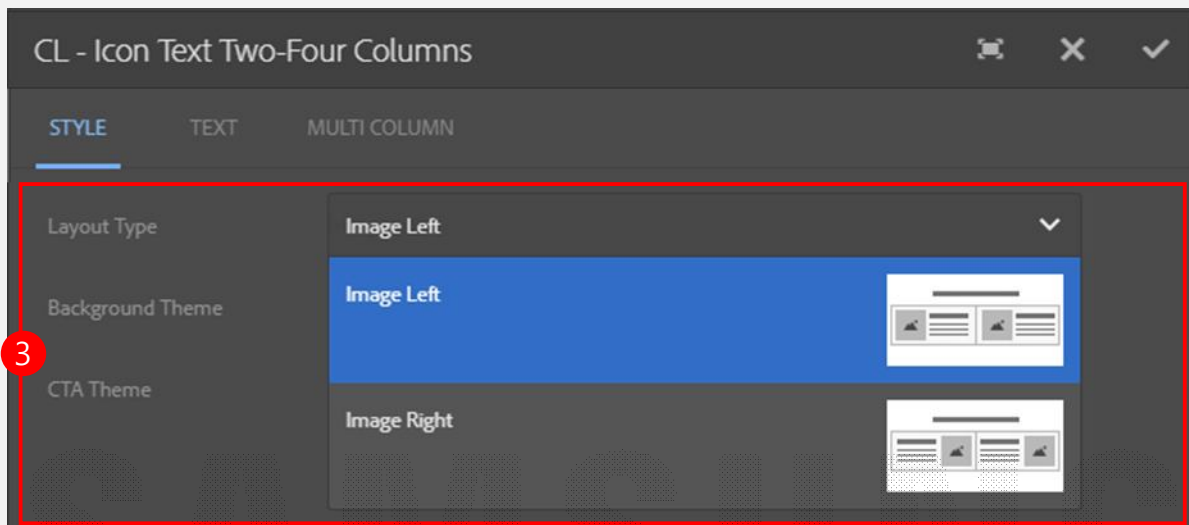 CL - Icon Text Two-Four Columns
STYLE TEXT MULTI COLUMN
Layout Type Image Left
Image Left
Background Theme
3
CTA Theme
Image Right